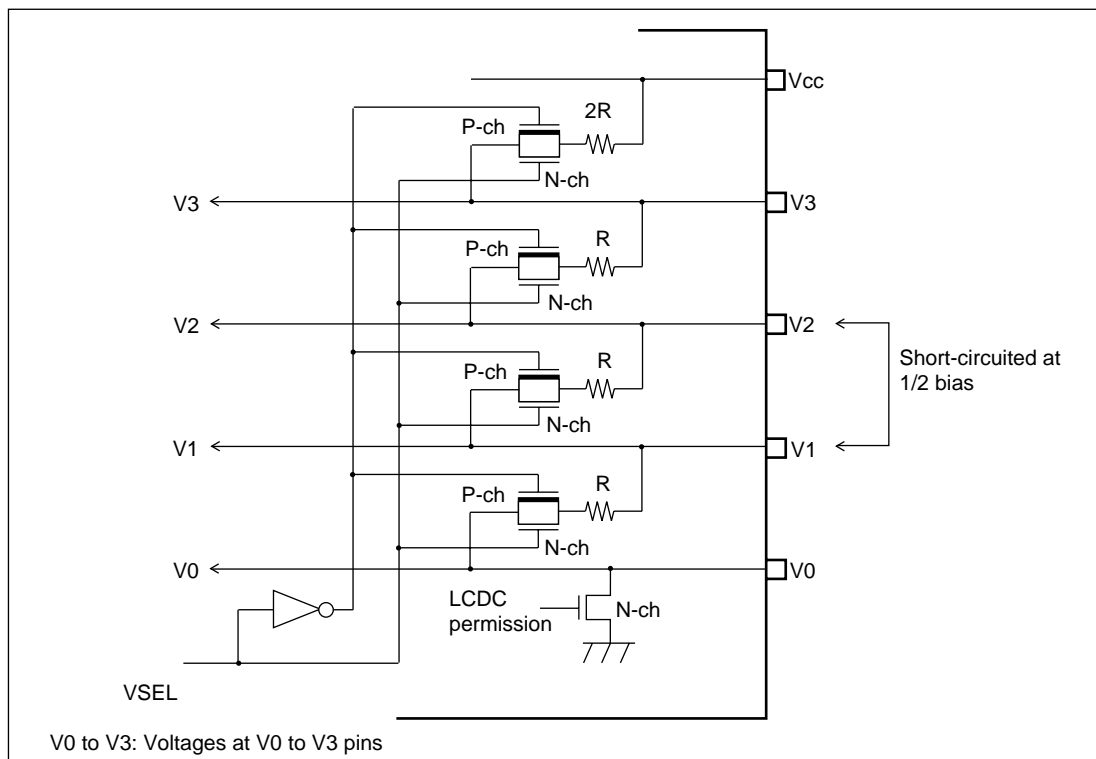 Vcc
2R
P-ch
N-ch
V3
V3
R
P-ch
N-ch
V2
V2
Short-circuited at
1/2 bias
R
P-ch
N-ch
V1
V1
R
P-ch
N-ch
V0
V0
LCDC
permission
N-ch
VSEL
V0 to V3: Voltages at V0 to V3 pins